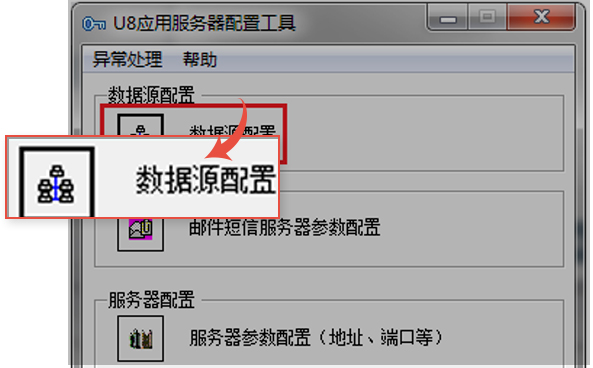 U8应用服务器配置工具
异常处理 帮助
数据源配置
数据源配置
数据源配置
邮件短信服务器参数配置
服务器配置
服务器参数配置（地址、端口等）